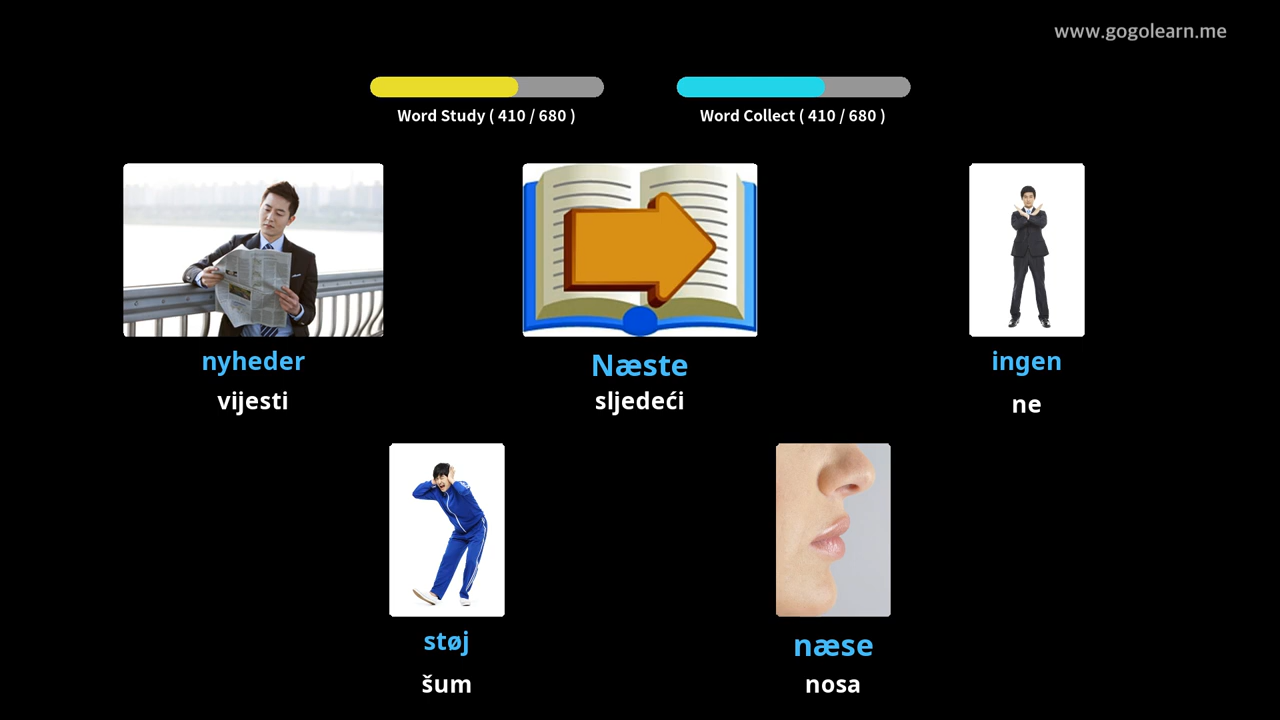 www.gogolearn.me
Word Study ( 410 / 680 )
Word Collect ( 410 / 680 )
nyheder
vijesti
Næste
sljedeći
ingen
ne
støj
šum
næse
nosa